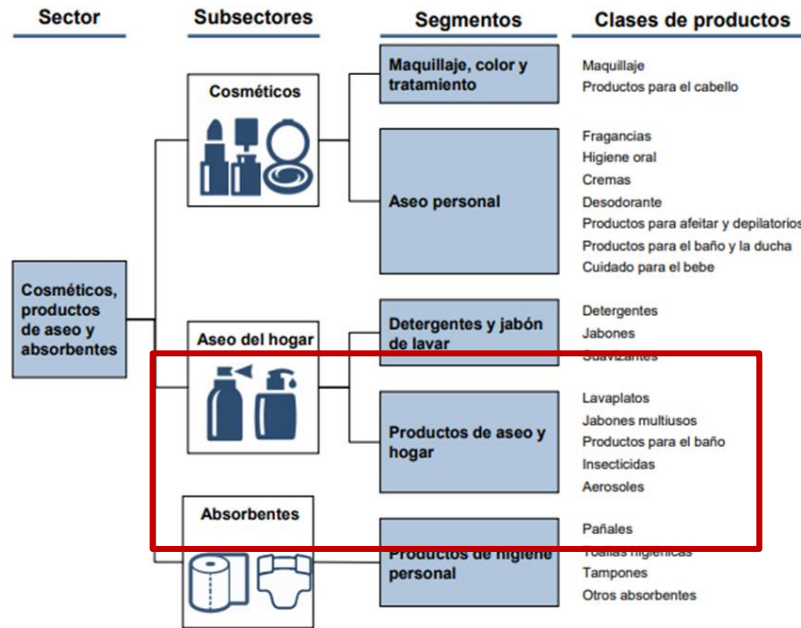 Sector
Subsectores
Segmentos
Clases de productos
Cosméticos,
productos
de aseo y
absorbentes
Cosméticos
Maquillaje, color y
tratamiento
Maquillaje
Productos para el cabello
Aseo personal
Fragancias
Higiene oral
Cremas
Desodorante
Productos para afeitar y depilatorios
Productos para el baño y la ducha
Cuidado para el bebe
Aseo del hogar
Detergentes y jabón
de lavar
Detergentes
Jabones
Suavizantes
Productos de aseo y
hogar
Lavaplatos
Jabones multiusos
Productos para el baño
Insecticidas
Aerosoles
Absorbentes
Productos de higiene
personal
Pañales
Toallas higiénicas
Tampones
Otros absorbentes